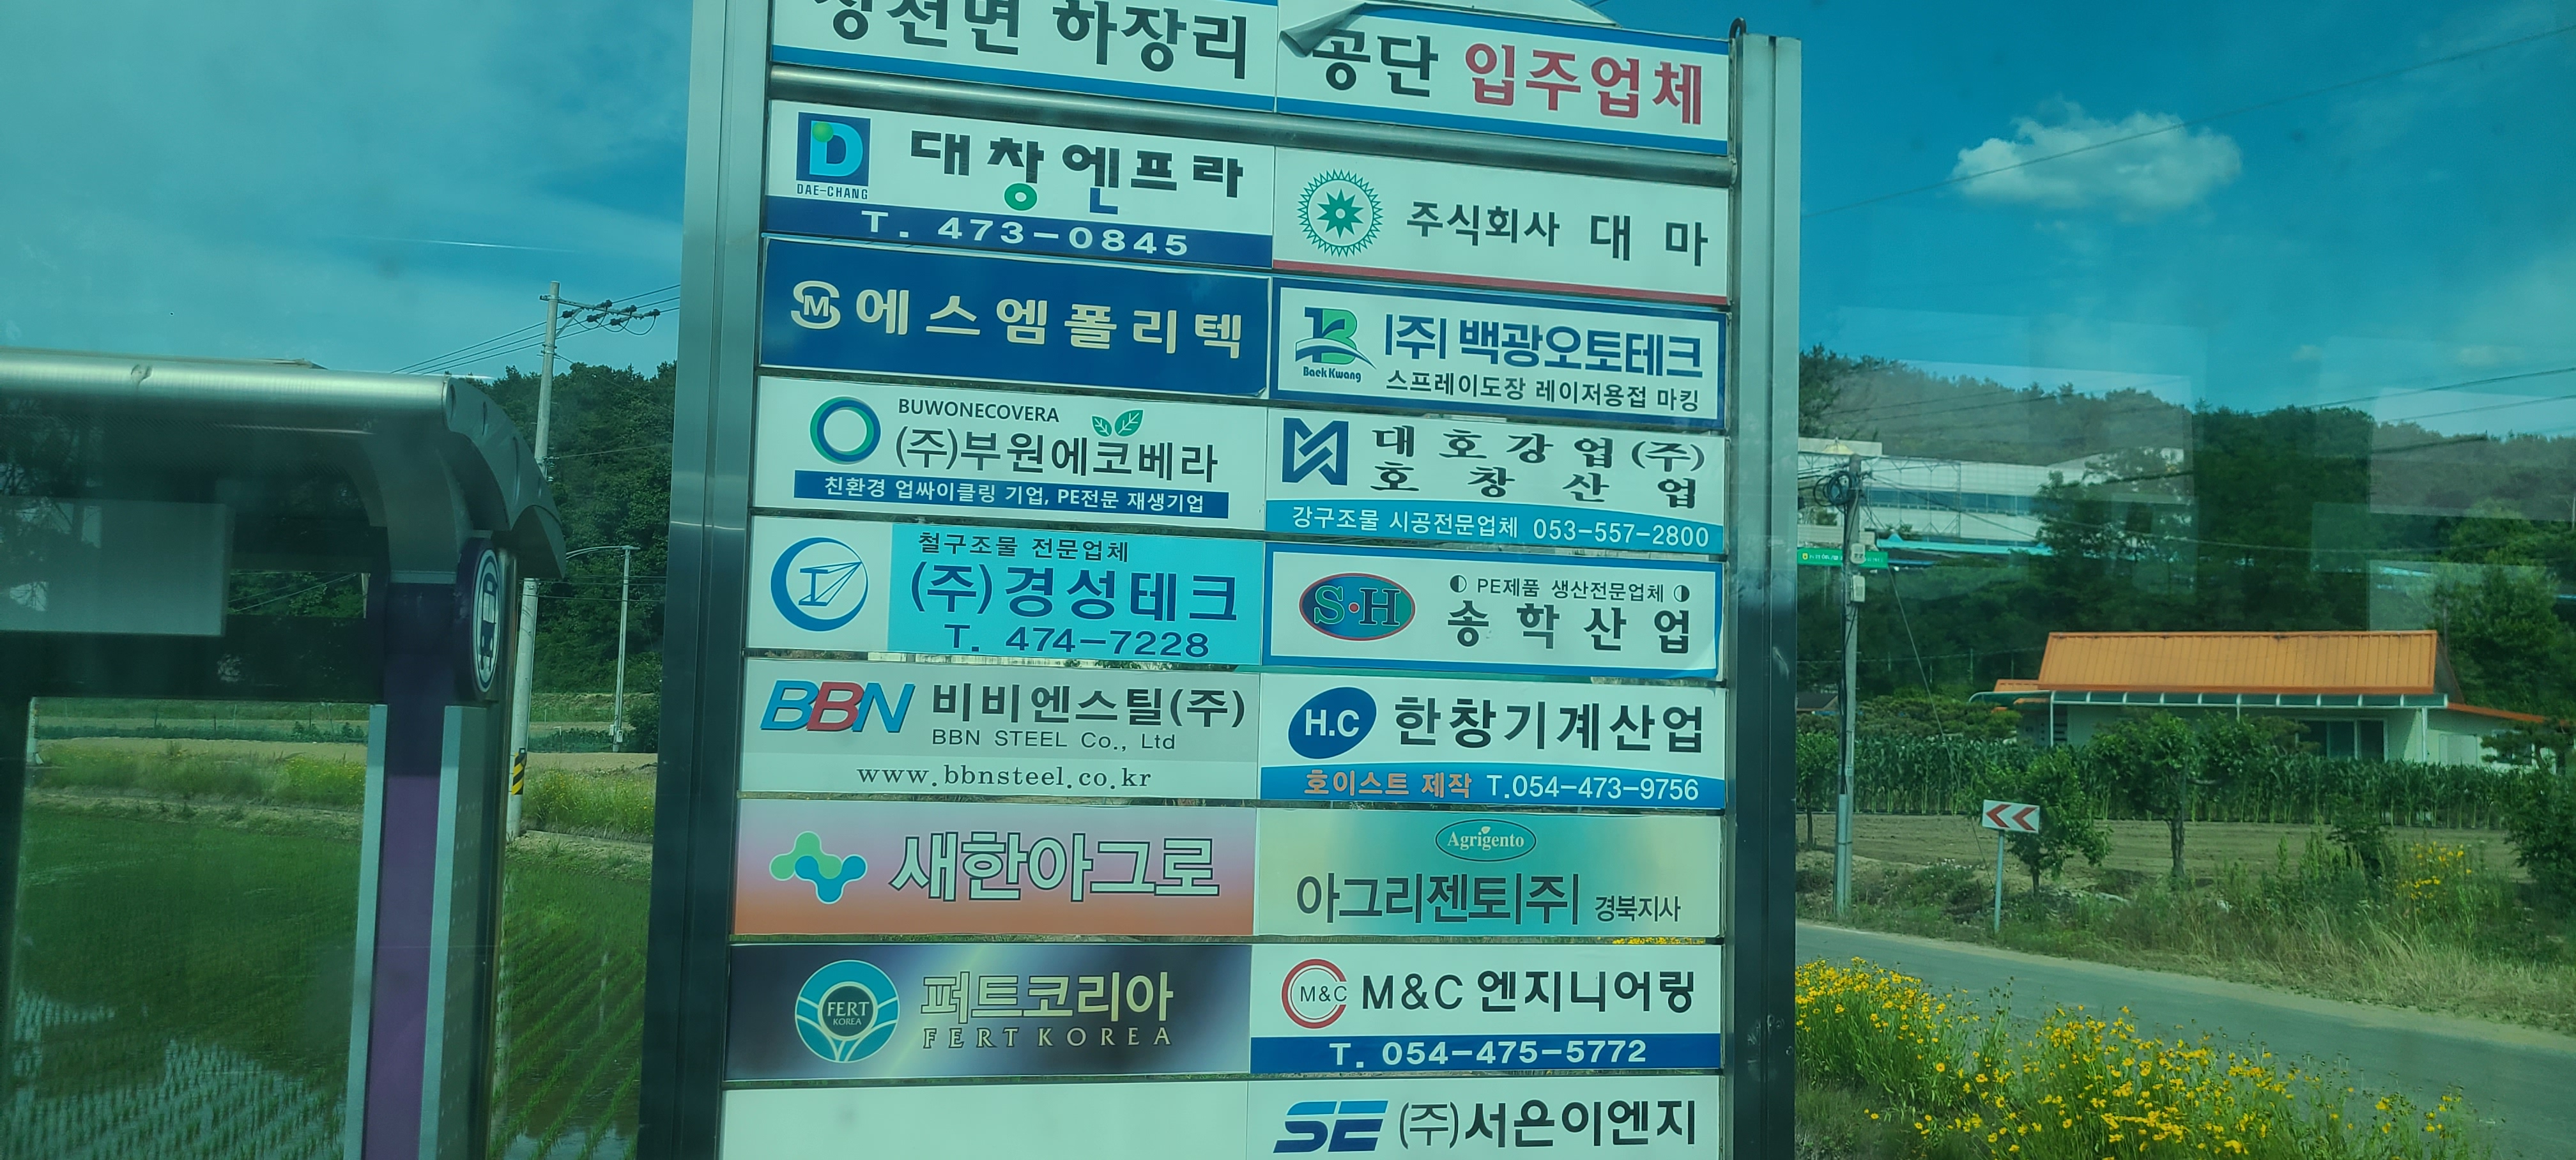 성전면 하장리 공단 입주업체
DAE-CHANG
대창엔프라
T. 473-0845
주식회사 대마
SM 에스엠폴리텍
BaekKwang
(주)백광오토테크
스프레이도장 레이저용접 마킹
BUWONECOVERA
(주)부원에코베라
친환경 업싸이클링 기업, PE전문 재생기업
대호강업(주)
호창산업
강구조물 시공전문업체 053-557-2800
철구조물 전문업체
(주)경성테크
T. 474-7228
S·H
PE제품 생산전문업체
송학산업
BBN 비비엔스틸(주)
BBN STEEL Co., Ltd
www.bbnsteel.co.kr
H.C 한창기계산업
호이스트 제작 T.054-473-9756
새한아그로
Agrigento
아그리젠토(주) 경북지사
FERT KOREA
퍼트코리아
FERT KOREA
M&C M&C 엔지니어링
T. 054-475-5772
SE (주)서은이엔지